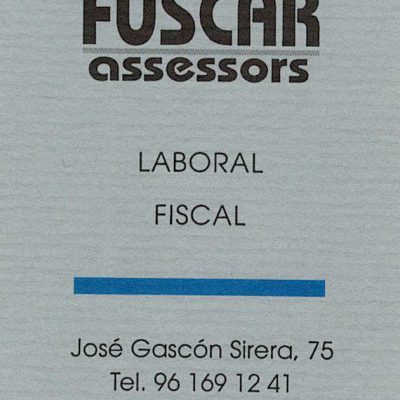 FUSCAR
assessors
LABORAL
FISCAL
José Gascón Sirera, 75
Tel. 96 169 12 41